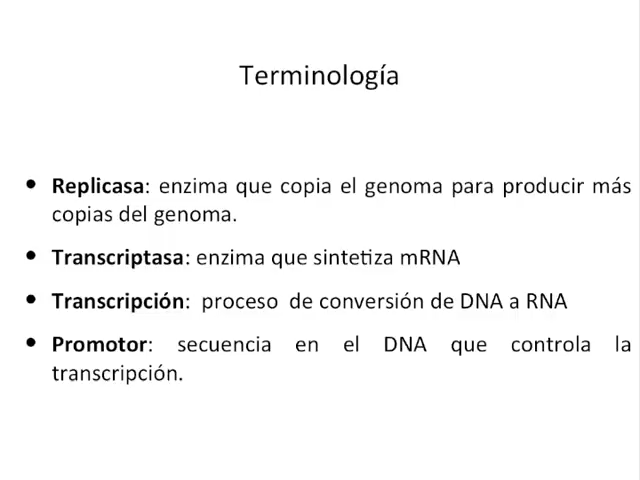 Terminología
• Replicasa: enzima que copia el genoma para producir más
copias del genoma.
• Transcriptasa: enzima que sintetiza mRNA
• Transcripción: proceso de conversión de DNA a RNA
• Promotor: secuencia en el DNA que controla la
transcripción.